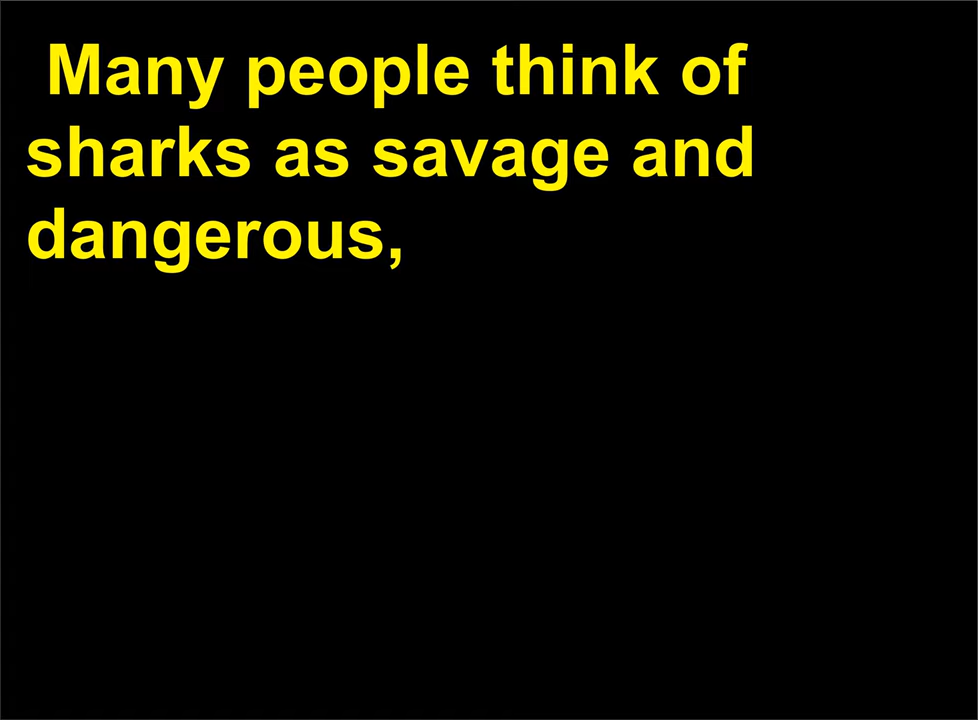 Many people think of
sharks as savage and
dangerous,